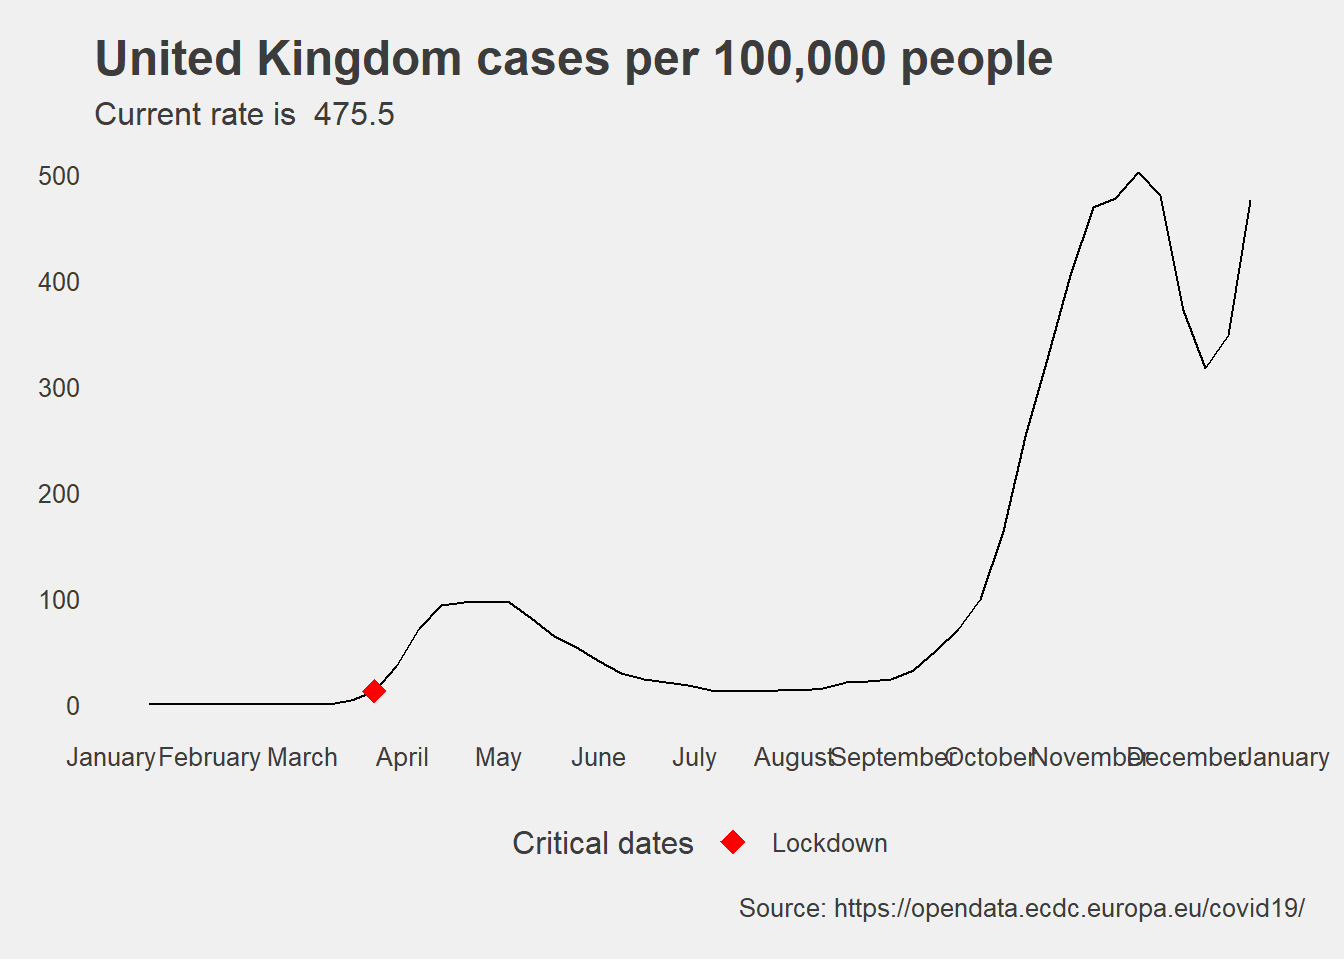 United Kingdom cases per 100,000 people
Current rate is  475.5
500
400
300
200
100
0
January February March April May June July August September October November December January
Critical dates Lockdown
Source: https://opendata.ecdc.europa.eu/covid19/